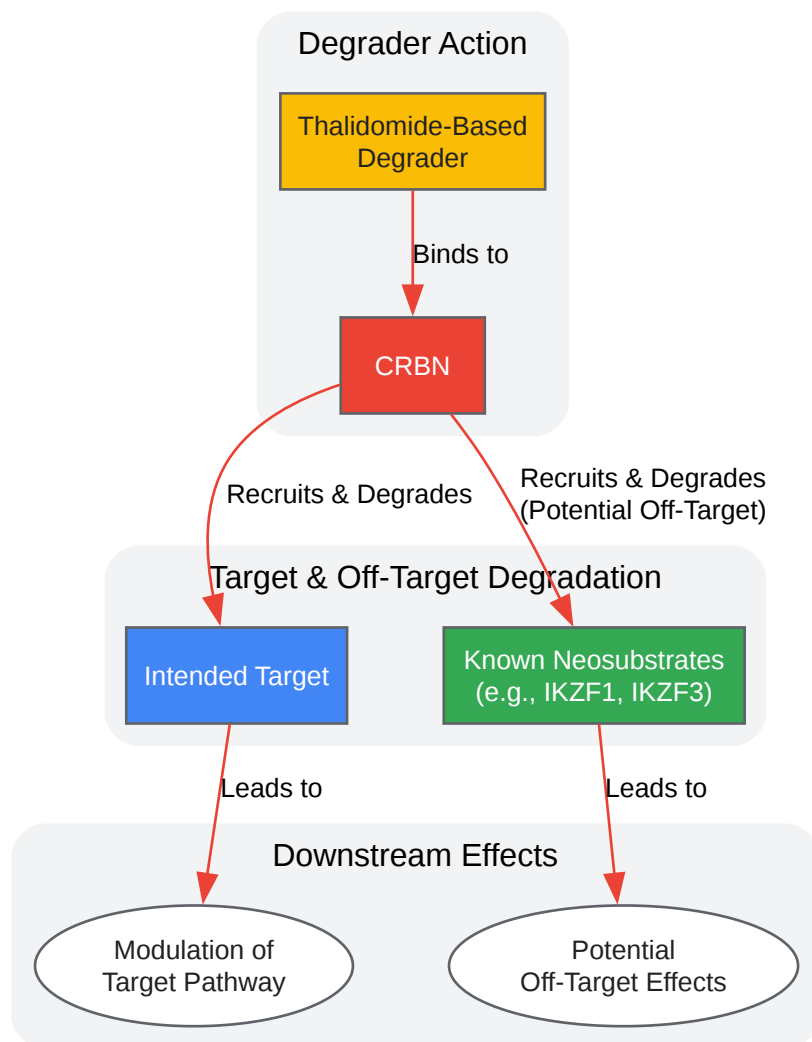 Degrader Action
Thalidomide-Based
Degrader
Binds to
CRBN
Recruits & Degrades
Recruits & Degrades
(Potential Off-Target)
Target & Off-Target Degradation
Intended Target
Known Neosubstrates
(e.g., IKZF1, IKZF3)
Leads to
Leads to
Downstream Effects
Modulation of
Target Pathway
Potential
Off-Target Effects